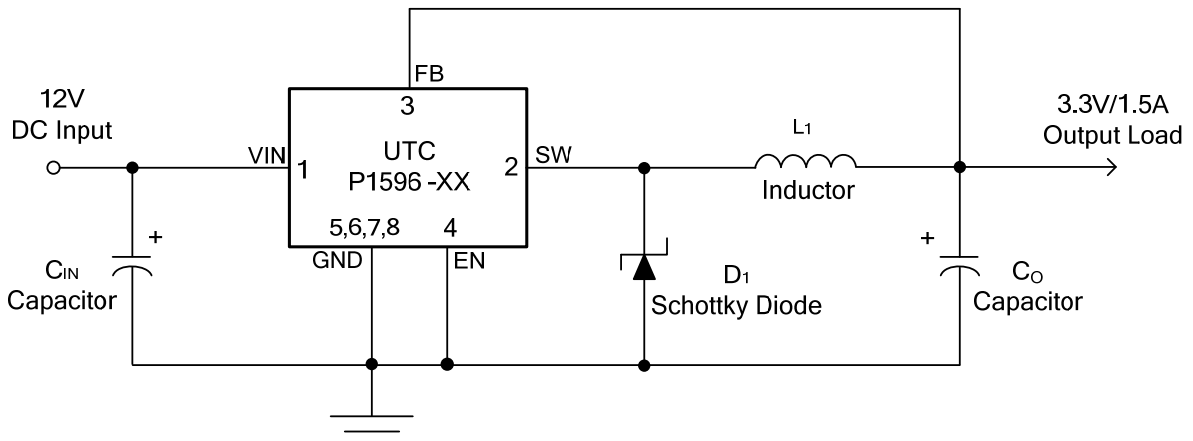 FB
3
12V
DC Input
3.3V/1.5A
Output Load
L1
VIN
1
UTC
P1596 -XX
2
SW
Inductor
5,6,7,8
4
GND
EN
+
CIN
Capacitor
D1
Schottky Diode
+
CO
Capacitor